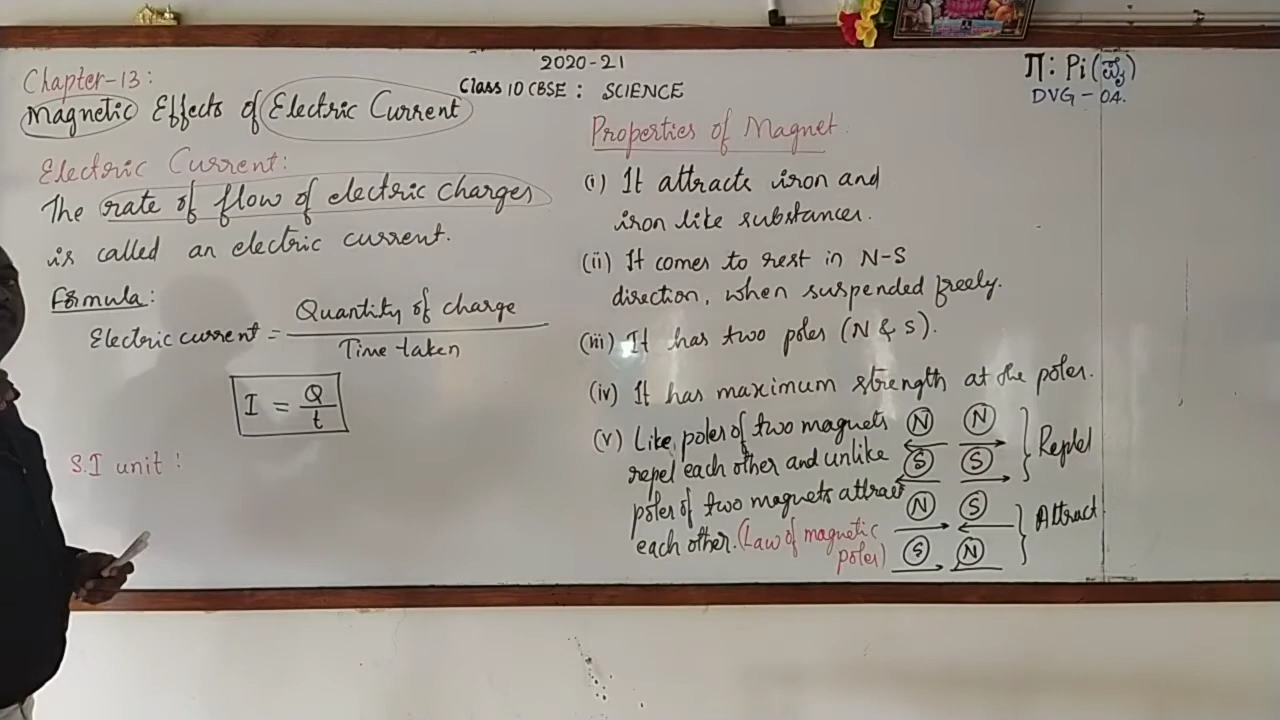 2020-21
Class 10 CBSE : SCIENCE
Π : Pi (
DVG - 04.
Chapter-13:
Magnetic Effects of Electric Current
Electric Current:
The rate of flow of electric charges
is called an electric current.
Formula:
Electric current = Quantity of charge / Time taken
I = Q / t
S.I unit :
Properties of Magnet.
(i) It attracts iron and
iron like substances.
(ii) It comes to rest in N-S
direction, when suspended freely.
(iii) It has two poles (N & S).
(iv) It has maximum strength at the poles.
(v) Like poles of two magnets
repel each other and unlike
poles of two magnets attract
each other. (Law of magnetic
poles)
N N
S S
Replel
N S
S N
Attract